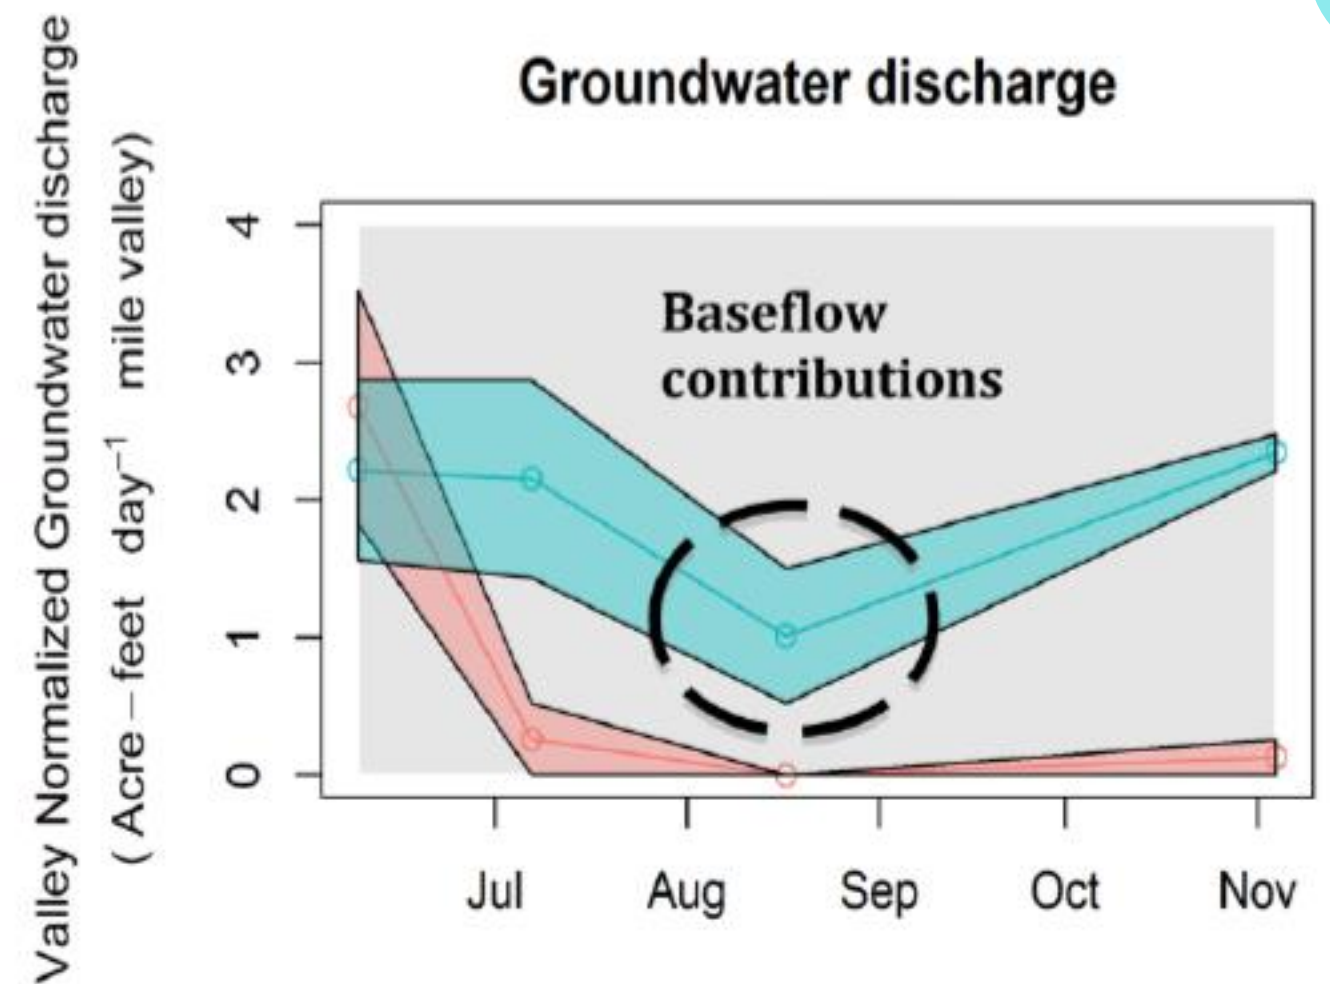 Groundwater discharge
Valley Normalized Groundwater discharge
( Acre−feet day⁻¹ mile valley)
4
3
2
1
0
Baseflow
contributions
Jul Aug Sep Oct Nov